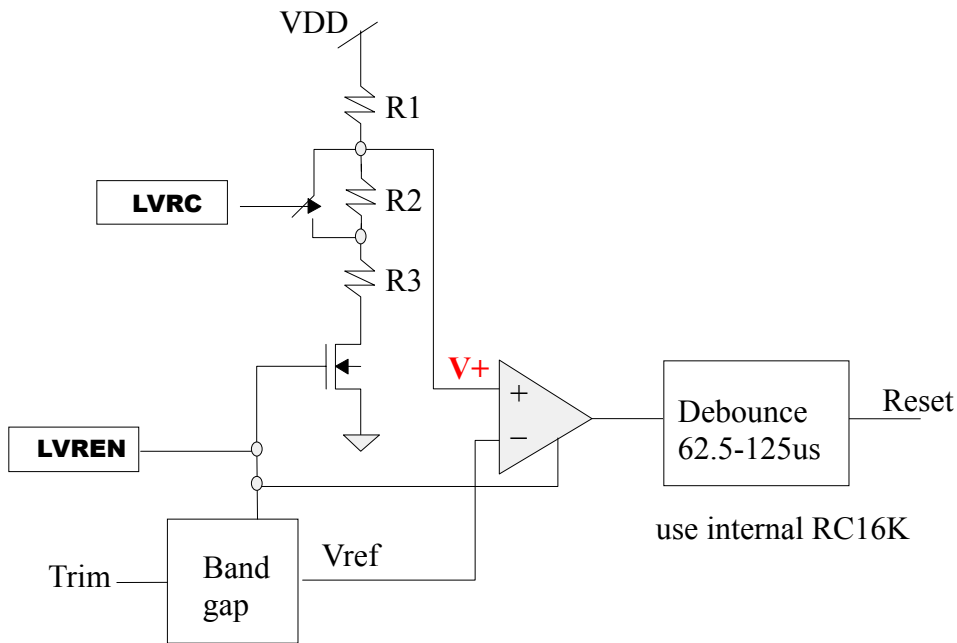 VDD
R1
LVRC
R2
R3
V+
+
−
Debounce
62.5-125us
Reset
LVREN
use internal RC16K
Trim
Band
gap
Vref